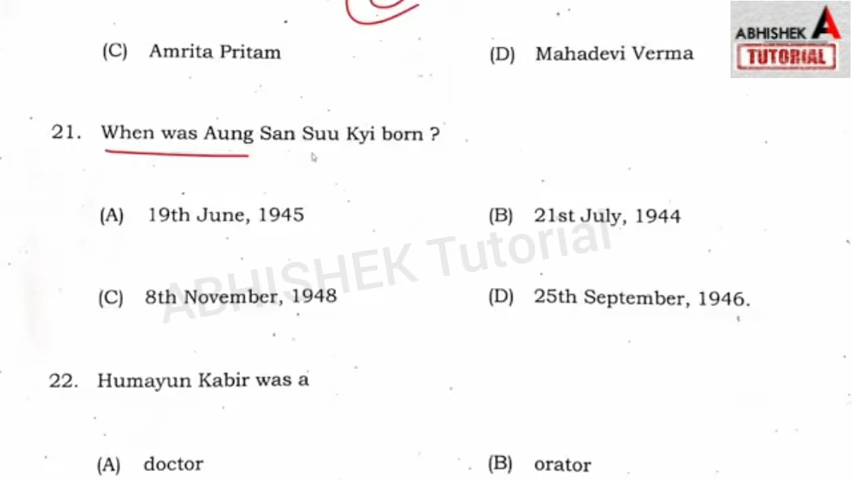 ABHISHEK A
TUTORIAL
(C) Amrita Pritam (D) Mahadevi Verma
21. When was Aung San Suu Kyi born ?
(A) 19th June, 1945 (B) 21st July, 1944
ABHISHEK Tutorial
(C) 8th November, 1948 (D) 25th September, 1946.
22. Humayun Kabir was a
(A) doctor (B) orator